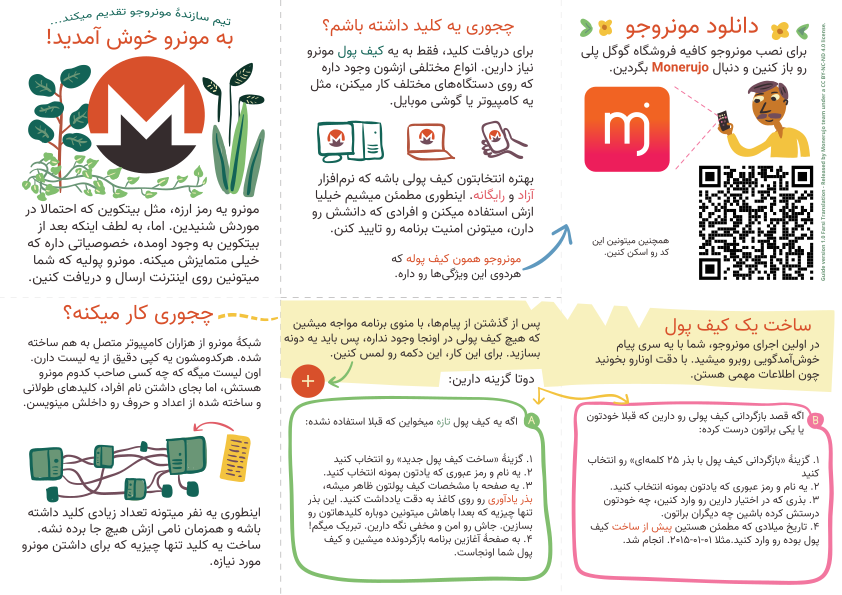 تیم سازندهٔ مونروجو تقدیم میکند...
به مونرو خوش آمدید!
مونرو یه رمز ارزه، مثل بیتکوین که احتمالا در
موردش شنیدین. اما، به لطف اینکه بعد از
بیتکوین به وجود اومده، خصوصیاتی داره که
خیلی متمایزش میکنه. مونرو پولیه که شما
میتونین روی اینترنت ارسال و دریافت کنین.
چجوری کار میکنه؟
شبکهٔ مونرو از هزاران کامپیوتر متصل به هم ساخته
شده. هرکدومشون یه کپی دقیق از یه لیست دارن.
اون لیست میگه که چه کسی صاحب کدوم مونرو
هستش، اما بجای داشتن نام افراد، کلیدهای طولانی
و ساخته شده از اعداد و حروف رو داخلش مینویسن.
اینطوری یه نفر میتونه تعداد زیادی کلید داشته
باشه و همزمان نامی ازش هیچ جا برده نشه.
ساخت یه کلید تنها چیزیه که برای داشتن مونرو
مورد نیازه.
چجوری یه کلید داشته باشم؟
برای دریافت کلید، فقط به یه کیف پول مونرو
نیاز دارین. انواع مختلفی ازشون وجود داره
که روی دستگاه‌های مختلف کار میکنن، مثل
یه کامپیوتر یا گوشی موبایل.
بهتره انتخابتون کیف پولی باشه که نرم‌افزار
آزاد و رایگانه. اینطوری مطمئن میشیم خیلیا
ازش استفاده میکنن و افرادی که دانشش رو
دارن، میتونن امنیت برنامه رو تایید کنن.
مونروجو همون کیف پوله که
هردوی این ویژگی‌ها رو داره.
دانلود مونروجو
برای نصب مونروجو کافیه فروشگاه گوگل پلی
رو باز کنین و دنبال Monerujo بگردین.
mj
همچنین میتونین این
کد رو اسکن کنین.
Guide version 1.0 Farsi Translation - Released by Monerujo team under a CC BY-NC-ND 4.0 license.
ساخت یک کیف پول
در اولین اجرای مونروجو، شما با یه سری پیام
خوش‌آمدگویی روبرو میشید. با دقت اونارو بخونید
چون اطلاعات مهمی هستن.
پس از گذشتن از پیام‌ها، با منوی برنامه مواجه میشین
که هیچ کیف پولی در اونجا وجود نداره، پس باید یه دونه
بسازید. برای این کار، این دکمه رو لمس کنین.
+
دوتا گزینه دارین:
A
اگه یه کیف پول تازه میخواین که قبلا استفاده نشده:
۱. گزینهٔ «ساخت کیف پول جدید» رو انتخاب کنید
۲. یه نام و رمز عبوری که یادتون بمونه انتخاب کنید.
۳. یه صفحه با مشخصات کیف پولتون ظاهر میشه،
بذر یادآوری رو روی کاغذ به دقت یادداشت کنید. این بذر
تنها چیزیه که بعدا باهاش میتونین دوباره کلیدهاتون رو
بسازین. جاش رو امن و مخفی نگه دارین. تبریک میگم!
۴. به صفحهٔ آغازین برنامه بازگردونده میشین و کیف
پول شما اونجاست.
B
اگه قصد بازگردانی کیف پولی رو دارین که قبلا خودتون
یا یکی براتون درست کرده:
۱. گزینهٔ «بازگردانی کیف پول با بذر ۲۵ کلمه‌ای» رو انتخاب
کنید
۲. یه نام و رمز عبوری که یادتون بمونه انتخاب کنید.
۳. بذری که در اختیار دارین رو وارد کنین، چه خودتون
درستش کرده باشین چه دیگران براتون.
۴. تاریخ میلادی که مطمئن هستین پیش از ساخت کیف
پول بوده رو وارد کنید.مثلا ۰۱-۰۱-۲۰۱۵. انجام شد.